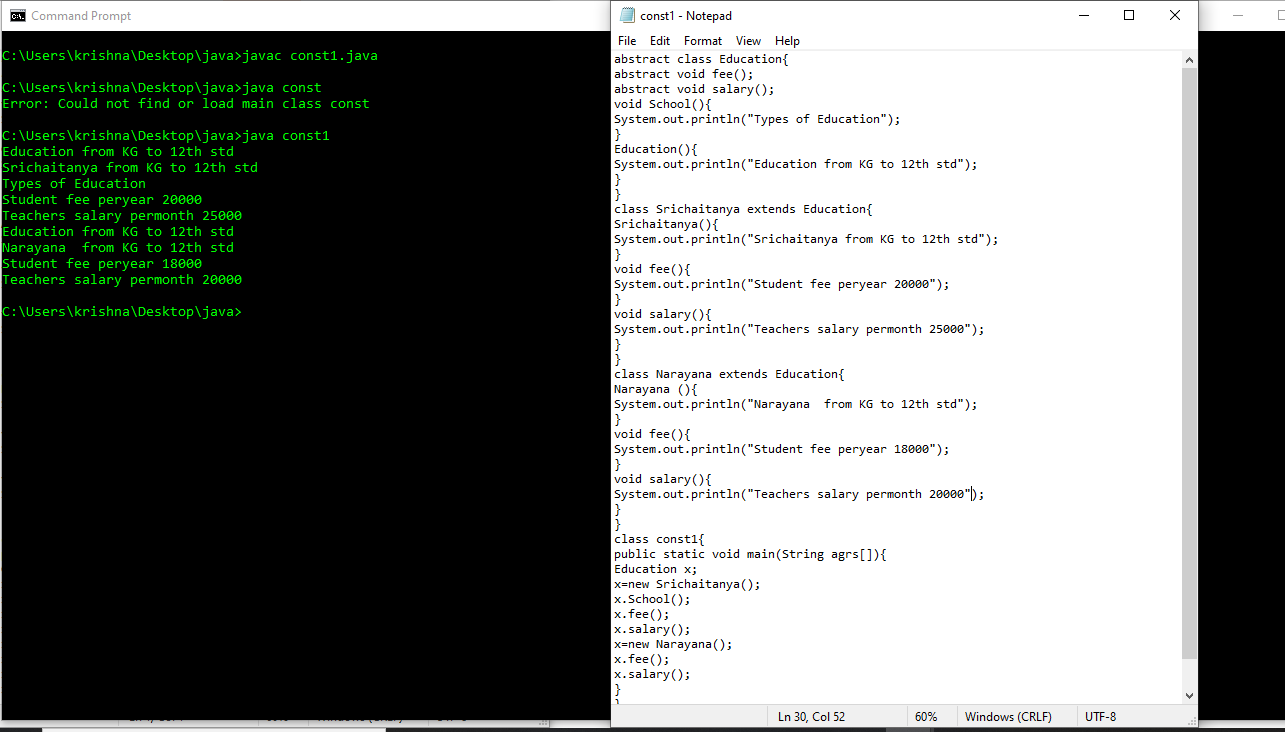 Command Prompt
C:\Users\krishna\Desktop\java>javac const1.java
C:\Users\krishna\Desktop\java>java const
Error: Could not find or load main class const
C:\Users\krishna\Desktop\java>java const1
Education from KG to 12th std
Srichaitanya from KG to 12th std
Types of Education
Student fee peryear 20000
Teachers salary permonth 25000
Education from KG to 12th std
Narayana  from KG to 12th std
Student fee peryear 18000
Teachers salary permonth 20000
C:\Users\krishna\Desktop\java>
const1 - Notepad
File Edit Format View Help
abstract class Education{
abstract void fee();
abstract void salary();
void School(){
System.out.println("Types of Education");
}
Education(){
System.out.println("Education from KG to 12th std");
}
}
class Srichaitanya extends Education{
Srichaitanya(){
System.out.println("Srichaitanya from KG to 12th std");
}
void fee(){
System.out.println("Student fee peryear 20000");
}
void salary(){
System.out.println("Teachers salary permonth 25000");
}
}
class Narayana extends Education{
Narayana (){
System.out.println("Narayana  from KG to 12th std");
}
void fee(){
System.out.println("Student fee peryear 18000");
}
void salary(){
System.out.println("Teachers salary permonth 20000");
}
}
class const1{
public static void main(String agrs[]){
Education x;
x=new Srichaitanya();
x.School();
x.fee();
x.salary();
x=new Narayana();
x.fee();
x.salary();
}
Ln 30, Col 52 60% Windows (CRLF) UTF-8